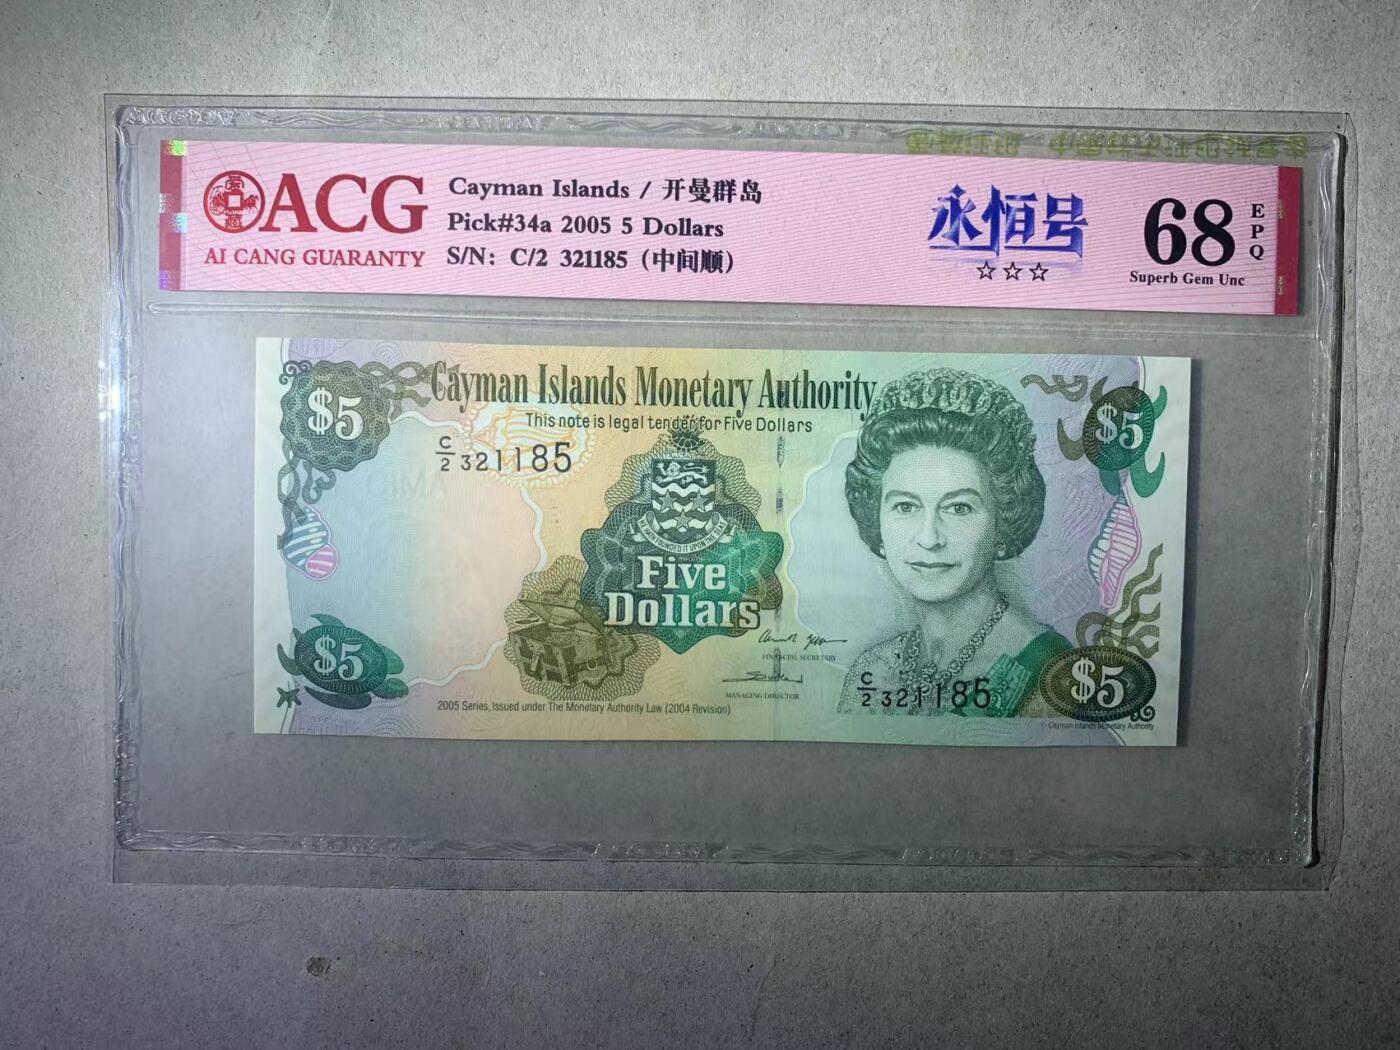 ACG
AI CANG GUARANTY
Cayman Islands / 开曼群岛
Pick#34a 2005 5 Dollars
S/N: C/2 321185 (中间顺)
永恒号
☆☆☆
68
EPQ
Superb Gem Unc
Cayman Islands Monetary Authority
This note is legal tender for Five Dollars
$5
$5
C/2 321185
Five
Dollars
FINANCIAL SECRETARY
MANAGING DIRECTOR
$5
$5
C/2 321185
2005 Series, Issued under The Monetary Authority Law (2004 Revision)
© Cayman Islands Monetary Authority